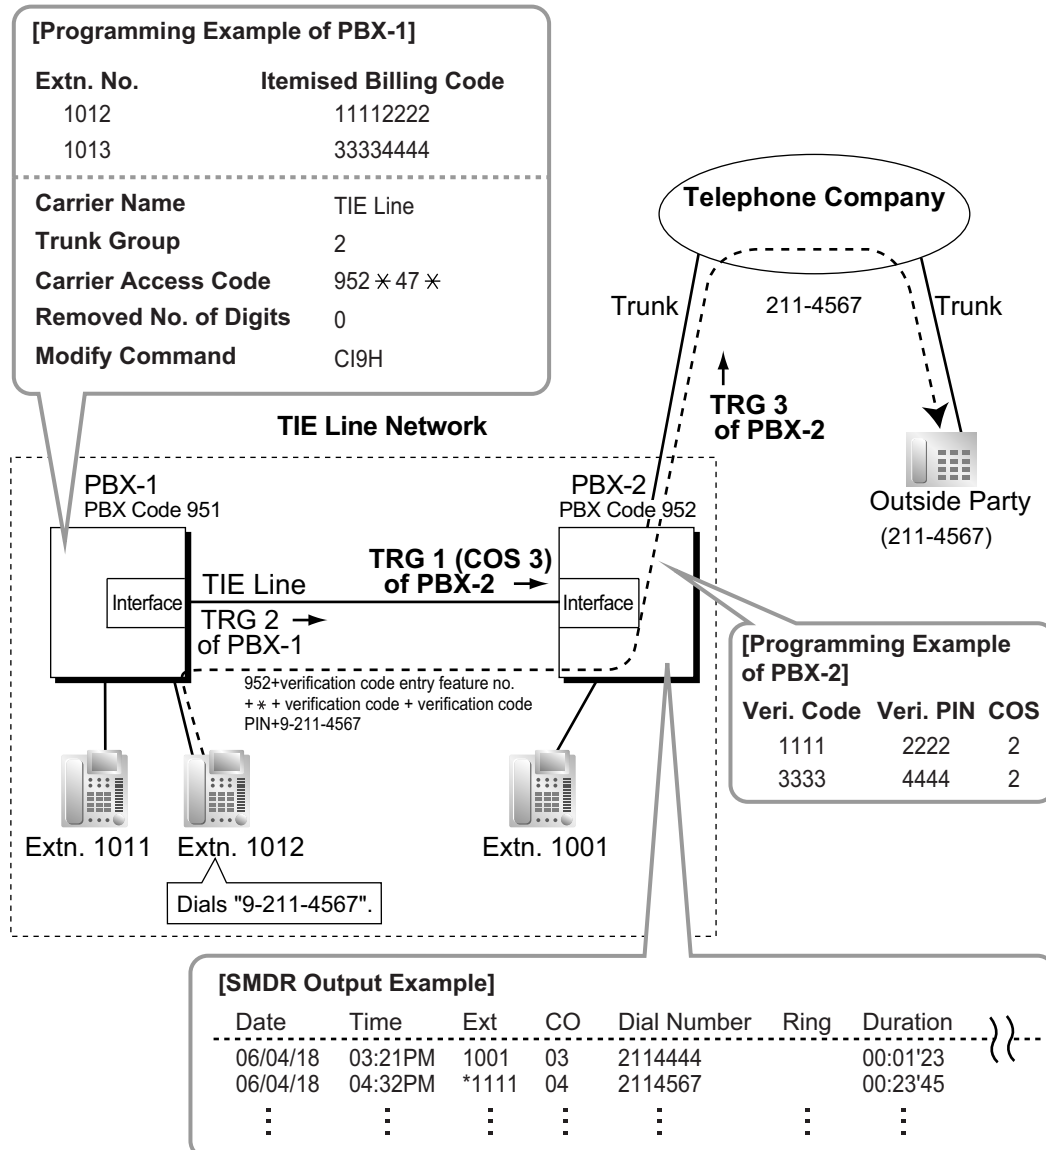 [Programming Example of PBX-1]
Extn. No. Itemised Billing Code
1012 11112222
1013 33334444
Carrier Name TIE Line
Trunk Group 2
Carrier Access Code 952✳47✳
Removed No. of Digits 0
Modify Command CI9H
Telephone Company
Trunk 211-4567 Trunk
TRG 3
of PBX-2
Outside Party
(211-4567)
TIE Line Network
PBX-1
PBX Code 951
PBX-2
PBX Code 952
Interface
TIE Line
TRG 2 →
of PBX-1
TRG 1 (COS 3)
of PBX-2 →
Interface
952+verification code entry feature no.
+ ✳ + verification code + verification code
PIN+9-211-4567
[Programming Example
of PBX-2]
Veri. Code Veri. PIN COS
1111 2222 2
3333 4444 2
Extn. 1011 Extn. 1012 Extn. 1001
Dials "9-211-4567".
[SMDR Output Example]
Date Time Ext CO Dial Number Ring Duration
06/04/18 03:21PM 1001 03 2114444 00:01'23
06/04/18 04:32PM *1111 04 2114567 00:23'45